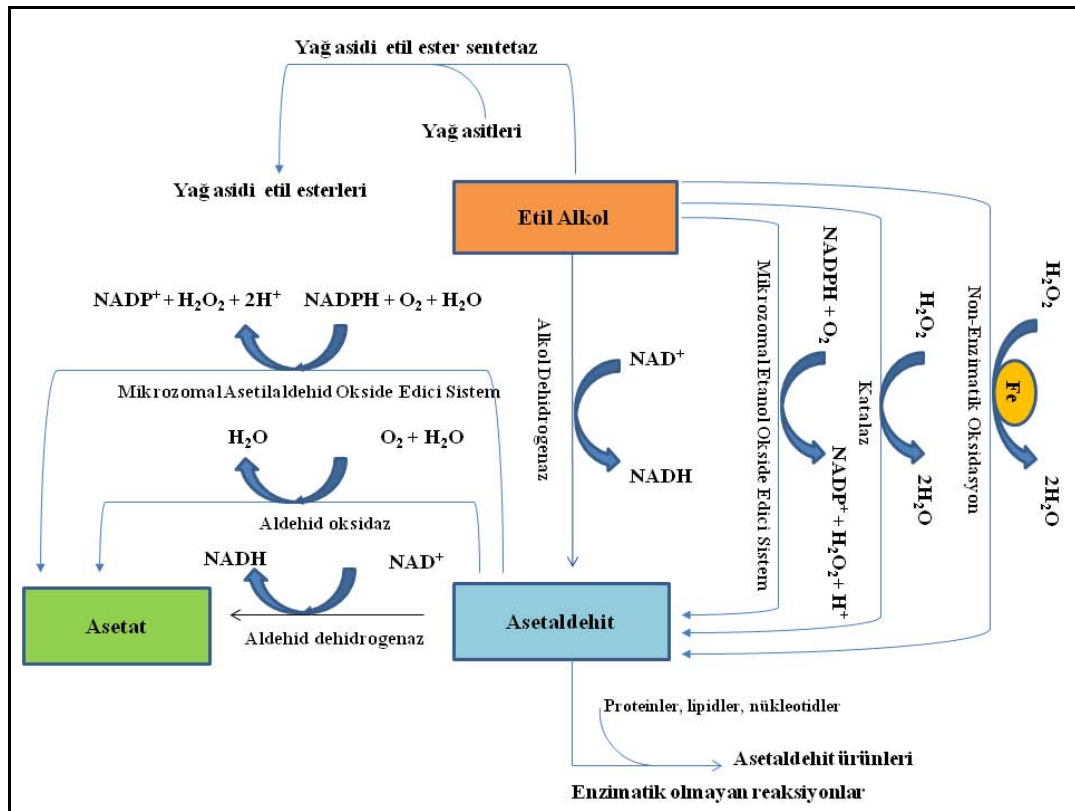 Yağ asidi etil ester sentetaz
Yağ asitleri
Yağ asidi etil esterleri
Etil Alkol
NADP⁺ + H₂O₂ + 2H⁺
NADPH + O₂ + H₂O
Mikrozomal Asetilaldehid Okside Edici Sistem
H₂O
O₂ + H₂O
Aldehid oksidaz
NADH
NAD⁺
Aldehid dehidrogenaz
Asetat
Asetaldehit
Alkol Dehidrogenaz
NAD⁺
NADH
Mikrozomal Etanol Okside Edici Sistem
NADPH + O₂
NADP⁺ + H₂O₂ + H⁺
Katalaz
H₂O₂
2H₂O
Non-Enzimatik Oksidasyon
H₂O₂
Fe
2H₂O
Proteinler, lipidler, nükleotidler
Asetaldehit ürünleri
Enzimatik olmayan reaksiyonlar